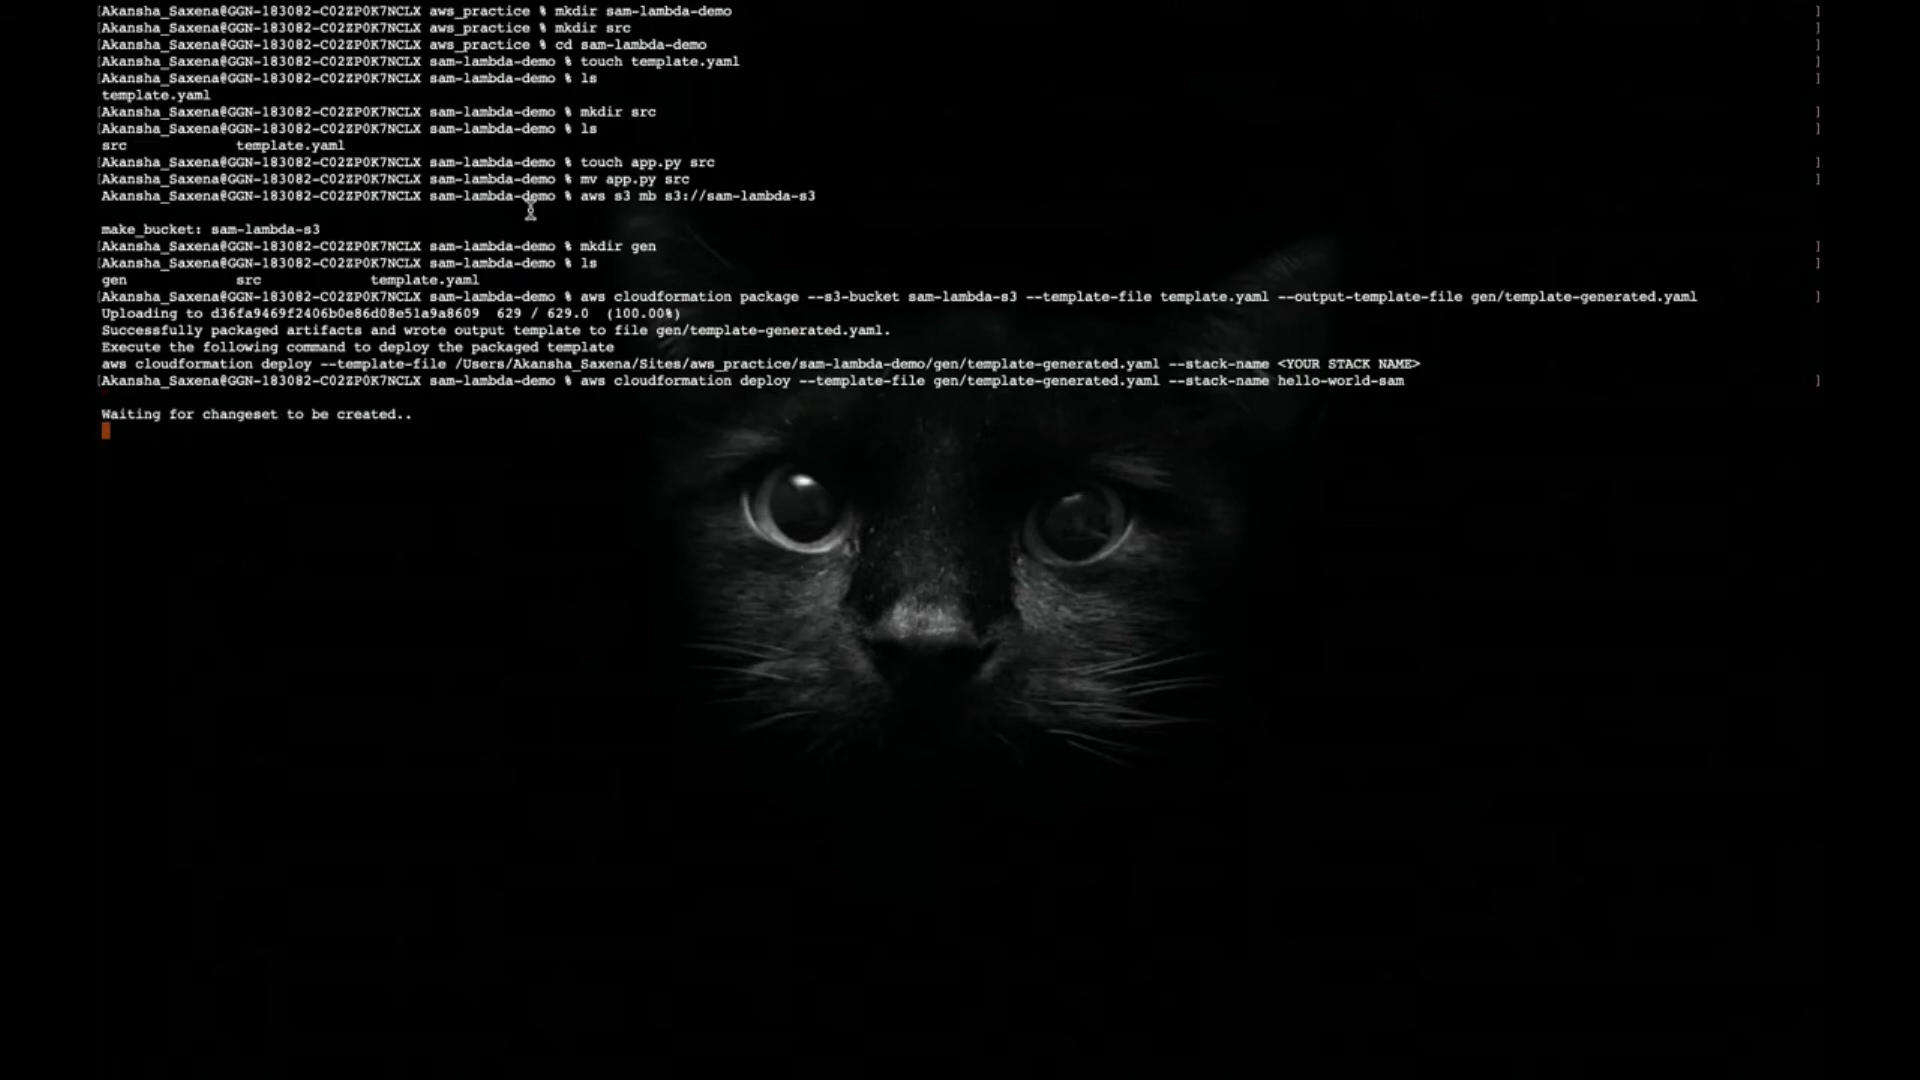 [Akansha_Saxena@GGN-183082-C02ZP0K7NCLX aws_practice % mkdir sam-lambda-demo ]
[Akansha_Saxena@GGN-183082-C02ZP0K7NCLX aws_practice % mkdir src ]
[Akansha_Saxena@GGN-183082-C02ZP0K7NCLX aws_practice % cd sam-lambda-demo ]
[Akansha_Saxena@GGN-183082-C02ZP0K7NCLX sam-lambda-demo % touch template.yaml ]
[Akansha_Saxena@GGN-183082-C02ZP0K7NCLX sam-lambda-demo % ls ]
template.yaml
[Akansha_Saxena@GGN-183082-C02ZP0K7NCLX sam-lambda-demo % mkdir src ]
[Akansha_Saxena@GGN-183082-C02ZP0K7NCLX sam-lambda-demo % ls ]
src template.yaml
[Akansha_Saxena@GGN-183082-C02ZP0K7NCLX sam-lambda-demo % touch app.py src ]
[Akansha_Saxena@GGN-183082-C02ZP0K7NCLX sam-lambda-demo % mv app.py src ]
Akansha_Saxena@GGN-183082-C02ZP0K7NCLX sam-lambda-demo % aws s3 mb s3://sam-lambda-s3
make_bucket: sam-lambda-s3
[Akansha_Saxena@GGN-183082-C02ZP0K7NCLX sam-lambda-demo % mkdir gen ]
[Akansha_Saxena@GGN-183082-C02ZP0K7NCLX sam-lambda-demo % ls ]
gen src template.yaml
[Akansha_Saxena@GGN-183082-C02ZP0K7NCLX sam-lambda-demo % aws cloudformation package --s3-bucket sam-lambda-s3 --template-file template.yaml --output-template-file gen/template-generated.yaml ]
Uploading to d36fa9469f2406b0e86d08e51a9a8609 629 / 629.0 (100.00%)
Successfully packaged artifacts and wrote output template to file gen/template-generated.yaml.
Execute the following command to deploy the packaged template
aws cloudformation deploy --template-file /Users/Akansha_Saxena/Sites/aws_practice/sam-lambda-demo/gen/template-generated.yaml --stack-name <YOUR STACK NAME>
[Akansha_Saxena@GGN-183082-C02ZP0K7NCLX sam-lambda-demo % aws cloudformation deploy --template-file gen/template-generated.yaml --stack-name hello-world-sam ]
Waiting for changeset to be created..